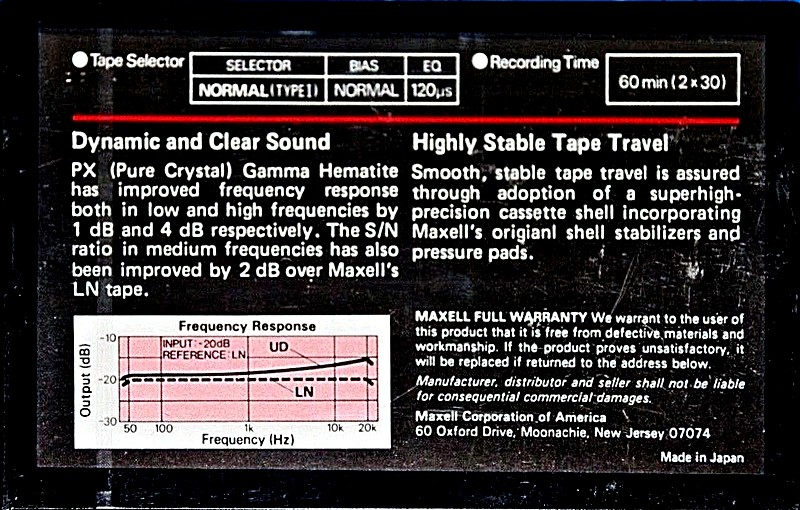 Tape Selector
SELECTOR BIAS EQ
NORMAL(TYPE I) NORMAL 120μs
Recording Time
60 min (2 x 30)
Dynamic and Clear Sound
PX (Pure Crystal) Gamma Hematite
has improved frequency response
both in low and high frequencies by
1 dB and 4 dB respectively. The S/N
ratio in medium frequencies has also
been improved by 2 dB over Maxell's
LN tape.
Highly Stable Tape Travel
Smooth, stable tape travel is assured
through adoption of a superhigh-
precision cassette shell incorporating
Maxell's origianl shell stabilizers and
pressure pads.
Frequency Response
Output (dB)
-10
-20
-30
INPUT: -20dB
REFERENCE: LN
UD
LN
50 100 1k 10k 20k
Frequency (Hz)
MAXELL FULL WARRANTY We warrant to the user of
this product that it is free from defective materials and
workmanship. If the product proves unsatisfactory, it
will be replaced if returned to the address below.
Manufacturer, distributor and seller shall not be liable
for consequential commercial damages.
Maxell Corporation of America
60 Oxford Drive, Moonachie, New Jersey 07074
Made in Japan